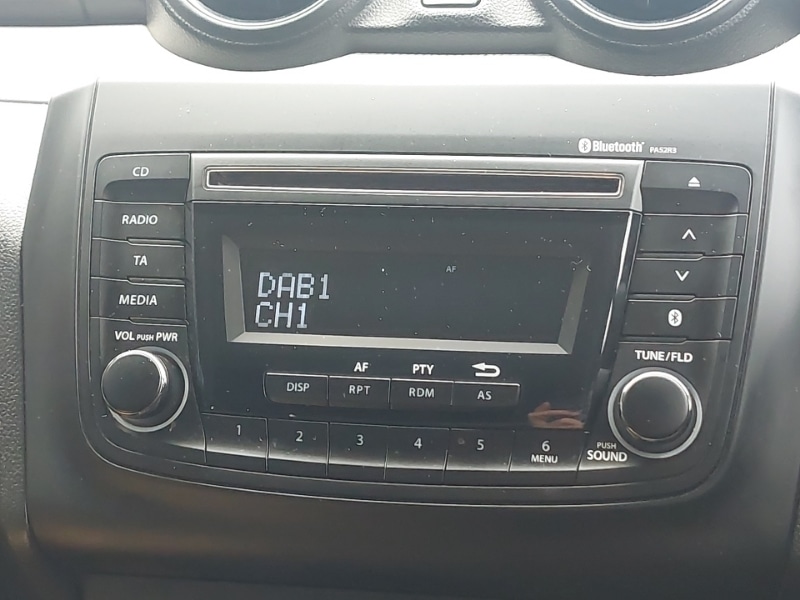 Bluetooth® PA52R3
CD
RADIO
TA
MEDIA
VOL PUSH PWR
AF
DAB1
CH1
TUNE/FLD
AF PTY
DISP RPT RDM AS
1 2 3 4 5 6
MENU
PUSH
SOUND